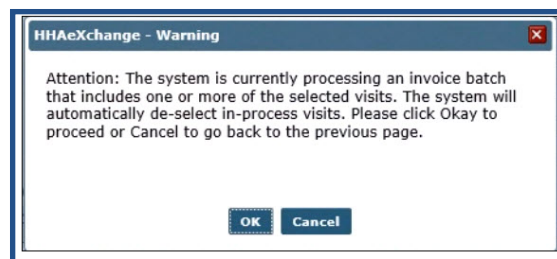 HHAeXchange - Warning
Attention: The system is currently processing an invoice batch
that includes one or more of the selected visits. The system will
automatically de-select in-process visits. Please click Okay to
proceed or Cancel to go back to the previous page.
OK Cancel